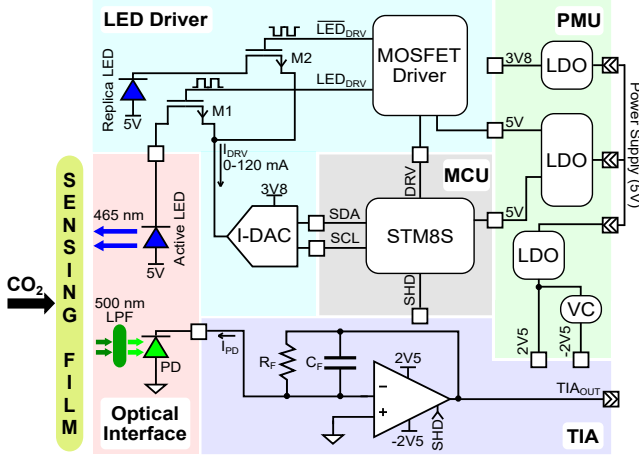 LED Driver
LED_DRV
PMU
M2
MOSFET
Driver
3V8
LDO
Replica LED
LED_DRV
5V
M1
5V
LDO
Power Supply (5V)
I_DRV
0-120 mA
DRV
MCU
3V8
SENSING FILM
465 nm
Active LED
I-DAC
SDA
SCL
STM8S
5V
LDO
5V
CO₂
SHD
VC
500 nm
LPF
PD
I_PD
2V5
-2V5
R_F
C_F
2V5
−
+
TIA_OUT
-2V5
SHD
Optical
Interface
TIA